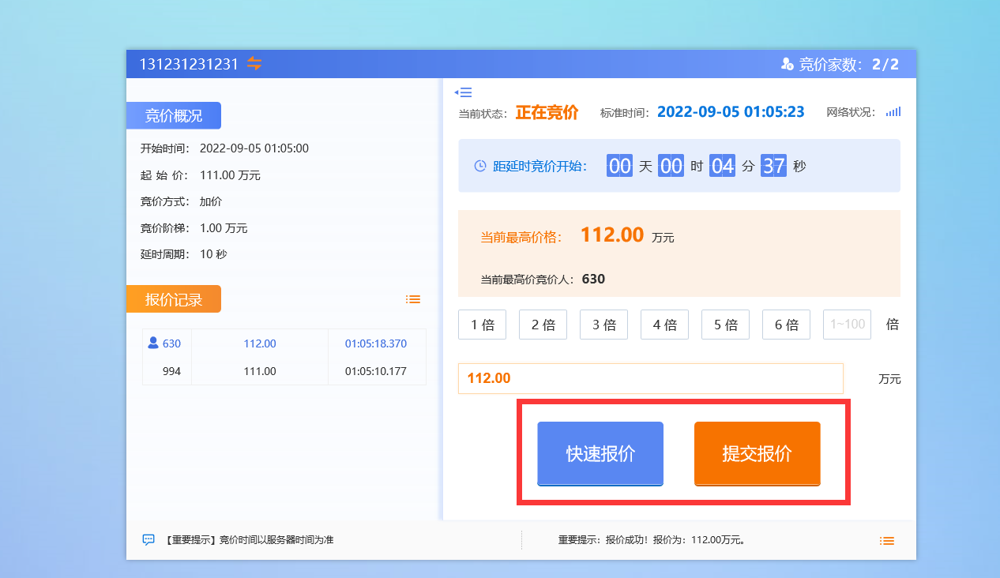 131231231231
竞价家数：2/2
竞价概况
开始时间： 2022-09-05 01:05:00
起 始 价： 111.00 万元
竞价方式： 加价
竞价阶梯： 1.00 万元
延时周期： 10 秒
报价记录
630 112.00 01:05:18.370
994 111.00 01:05:10.177
当前状态： 正在竞价 标准时间： 2022-09-05 01:05:23 网络状况：
距延时竞价开始： 00 天 00 时 04 分 37 秒
当前最高价格： 112.00 万元
当前最高价竞价人： 630
1 倍 2 倍 3 倍 4 倍 5 倍 6 倍 1~100 倍
112.00 万元
快速报价 提交报价
【重要提示】竞价时间以服务器时间为准
重要提示：报价成功！报价为：112.00万元。